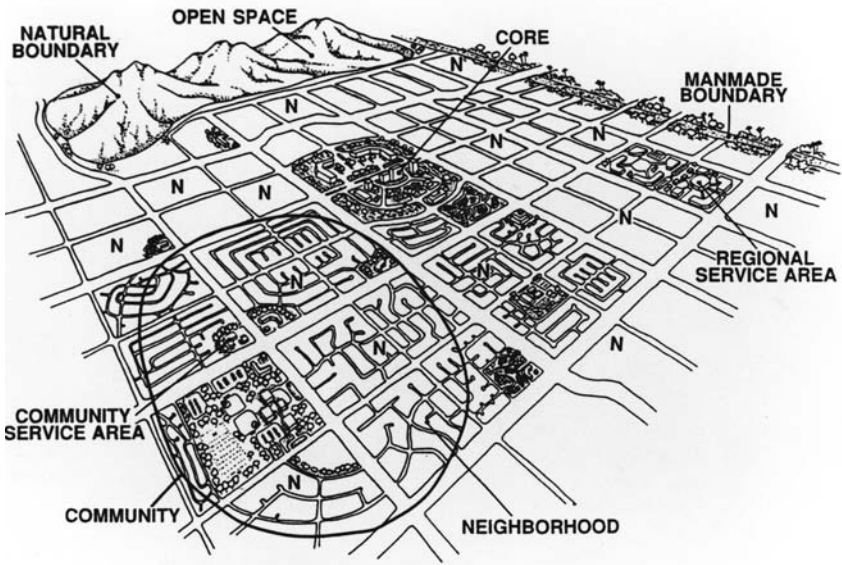 OPEN SPACE
NATURAL
BOUNDARY
CORE
N
MANMADE
BOUNDARY
N
N
N
N
N
N
N
N
REGIONAL
SERVICE AREA
N
N
N
N
N
COMMUNITY
SERVICE AREA
N
COMMUNITY
NEIGHBORHOOD